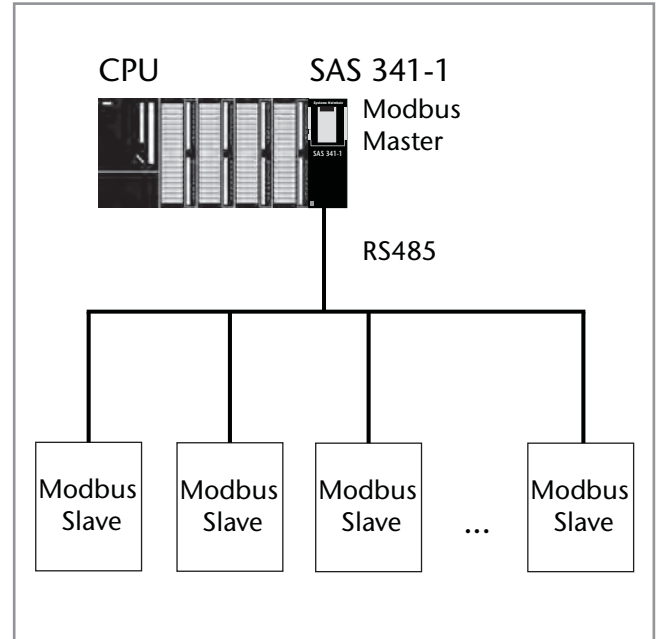 CPU
SAS 341-1
Modbus
Master
SAS 341-1
RS485
Modbus
Slave
Modbus
Slave
Modbus
Slave
...
Modbus
Slave